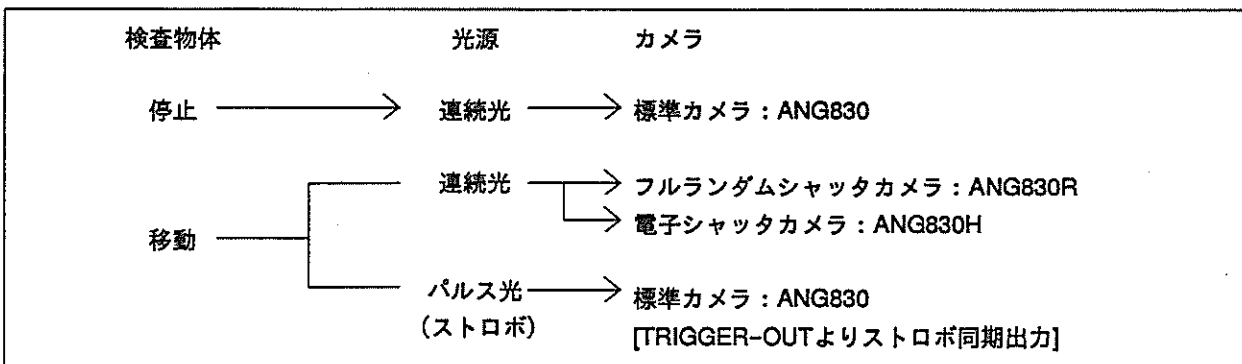 検査物体 光源 カメラ
停止 連続光 標準カメラ：ANG830
連続光 フルランダムシャッタカメラ：ANG830R
電子シャッタカメラ：ANG830H
移動
パルス光 標準カメラ：ANG830
(ストロボ) [TRIGGER-OUTよりストロボ同期出力]